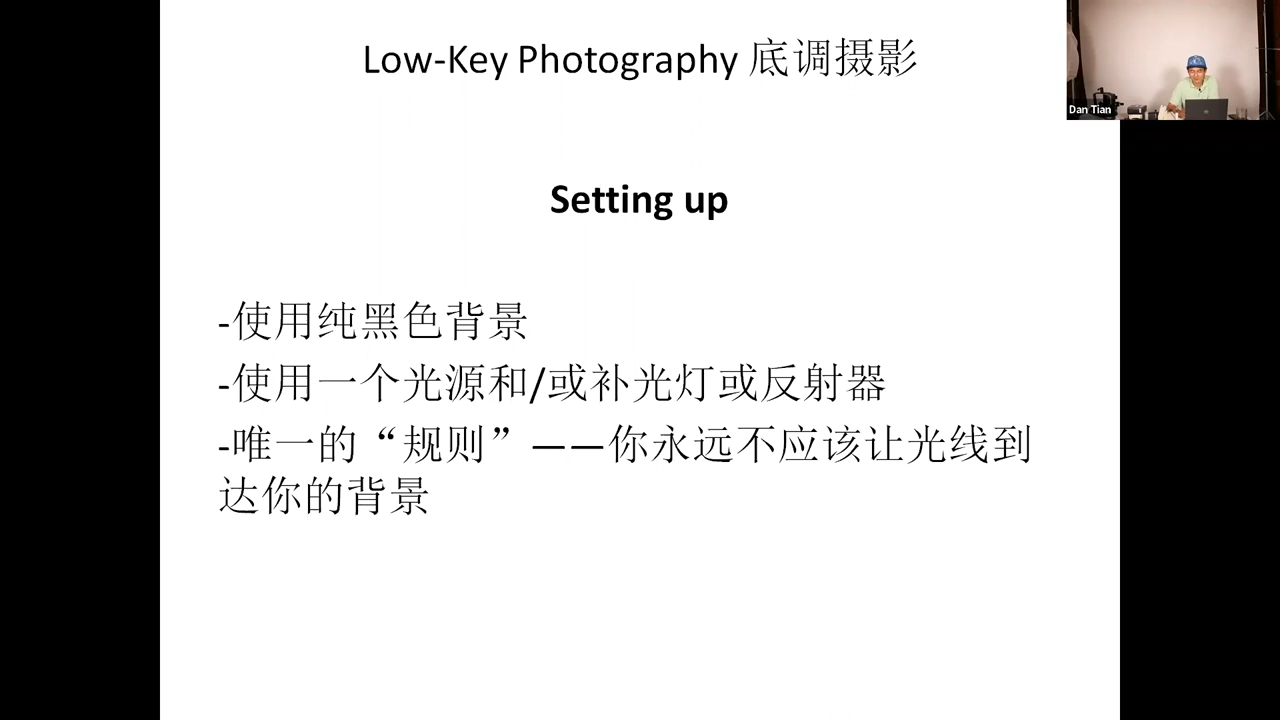 Low-Key Photography 底调摄影
Dan Tian
Setting up
-使用纯黑色背景
-使用一个光源和/或补光灯或反射器
-唯一的“规则”——你永远不应该让光线到
达你的背景